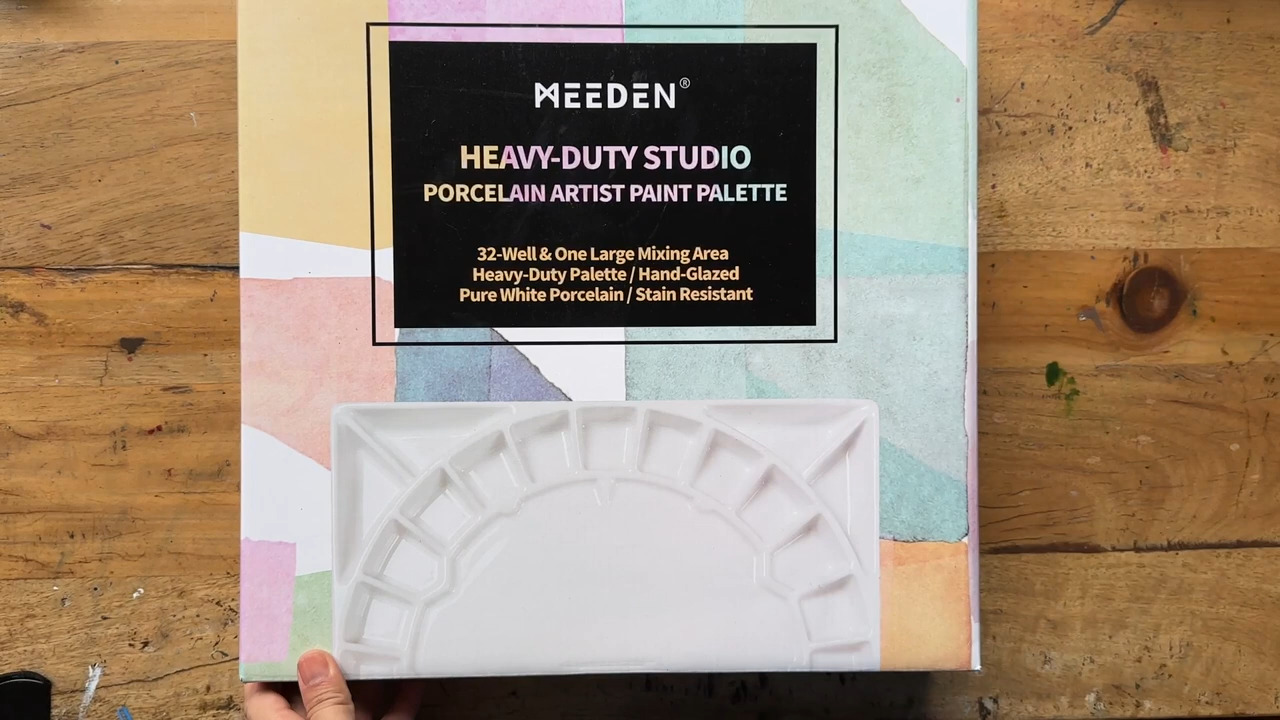 MEEDEN®
HEAVY-DUTY STUDIO
PORCELAIN ARTIST PAINT PALETTE
32-Well & One Large Mixing Area
Heavy-Duty Palette / Hand-Glazed
Pure White Porcelain / Stain Resistant